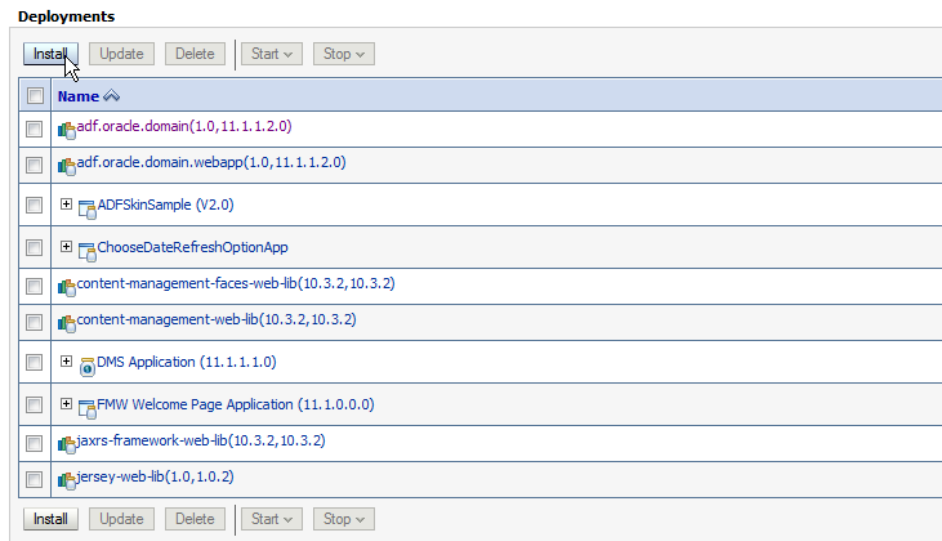 Deployments
Install Update Delete Start Stop
Name
adf.oracle.domain(1.0,11.1.1.2.0)
adf.oracle.domain.webapp(1.0,11.1.1.2.0)
ADFSkinSample (V2.0)
ChooseDateRefreshOptionApp
content-management-faces-web-lib(10.3.2,10.3.2)
content-management-web-lib(10.3.2,10.3.2)
DMS Application (11.1.1.1.0)
FMW Welcome Page Application (11.1.0.0.0)
jaxrs-framework-web-lib(10.3.2,10.3.2)
jersey-web-lib(1.0,1.0.2)
Install Update Delete Start Stop